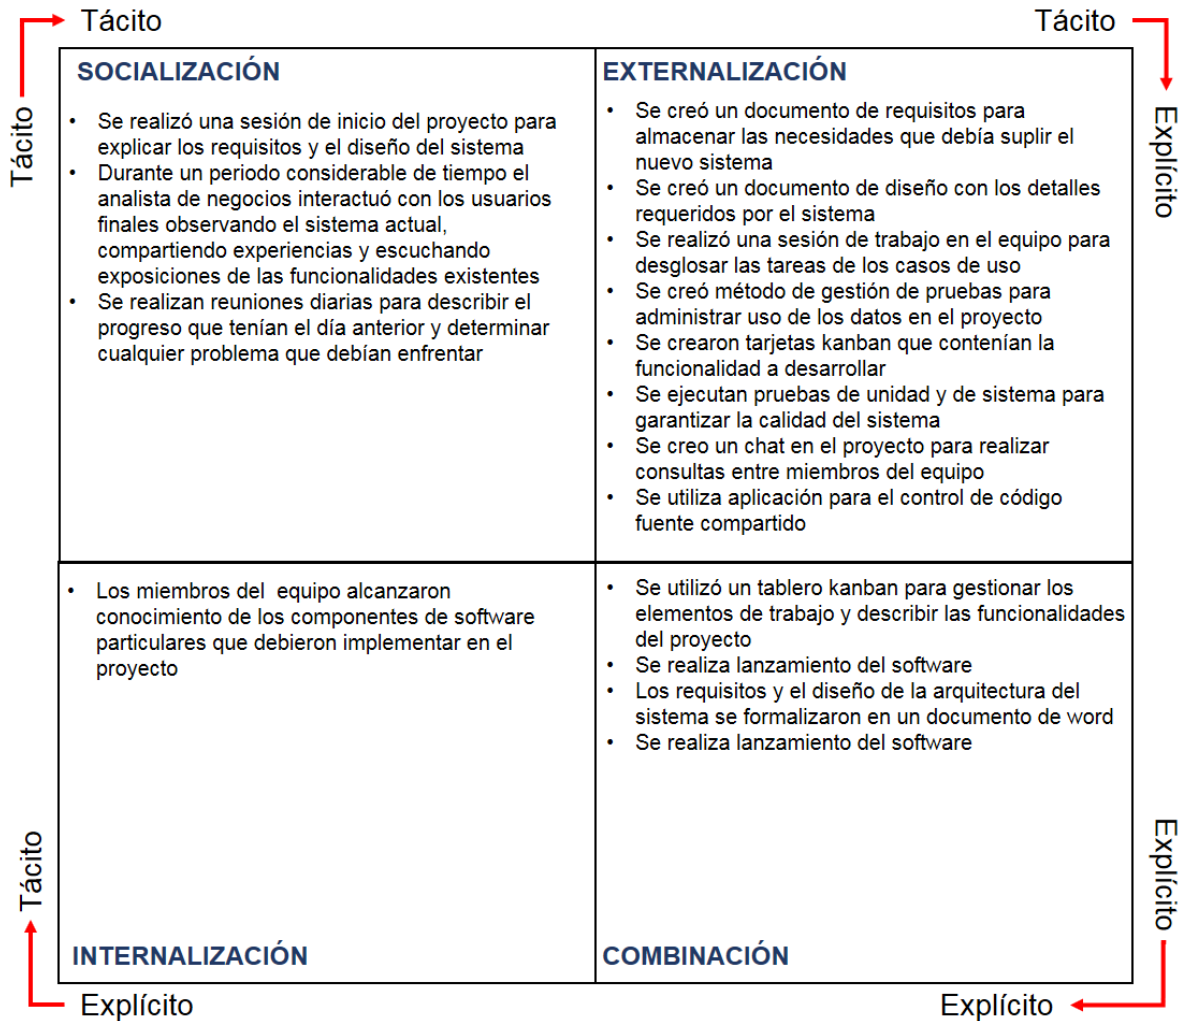 Tácito
Tácito
Tácito
Explícito
SOCIALIZACIÓN
• Se realizó una sesión de inicio del proyecto para
explicar los requisitos y el diseño del sistema
• Durante un periodo considerable de tiempo el
analista de negocios interactuó con los usuarios
finales observando el sistema actual,
compartiendo experiencias y escuchando
exposiciones de las funcionalidades existentes
• Se realizan reuniones diarias para describir el
progreso que tenían el día anterior y determinar
cualquier problema que debían enfrentar
EXTERNALIZACIÓN
• Se creó un documento de requisitos para
almacenar las necesidades que debía suplir el
nuevo sistema
• Se creó un documento de diseño con los detalles
requeridos por el sistema
• Se realizó una sesión de trabajo en el equipo para
desglosar las tareas de los casos de uso
• Se creó método de gestión de pruebas para
administrar uso de los datos en el proyecto
• Se crearon tarjetas kanban que contenían la
funcionalidad a desarrollar
• Se ejecutan pruebas de unidad y de sistema para
garantizar la calidad del sistema
• Se creo un chat en el proyecto para realizar
consultas entre miembros del equipo
• Se utiliza aplicación para el control de código
fuente compartido
• Los miembros del  equipo alcanzaron
conocimiento de los componentes de software
particulares que debieron implementar en el
proyecto
INTERNALIZACIÓN
• Se utilizó un tablero kanban para gestionar los
elementos de trabajo y describir las funcionalidades
del proyecto
• Se realiza lanzamiento del software
• Los requisitos y el diseño de la arquitectura del
sistema se formalizaron en un documento de word
• Se realiza lanzamiento del software
COMBINACIÓN
Tácito
Explícito
Explícito
Explícito